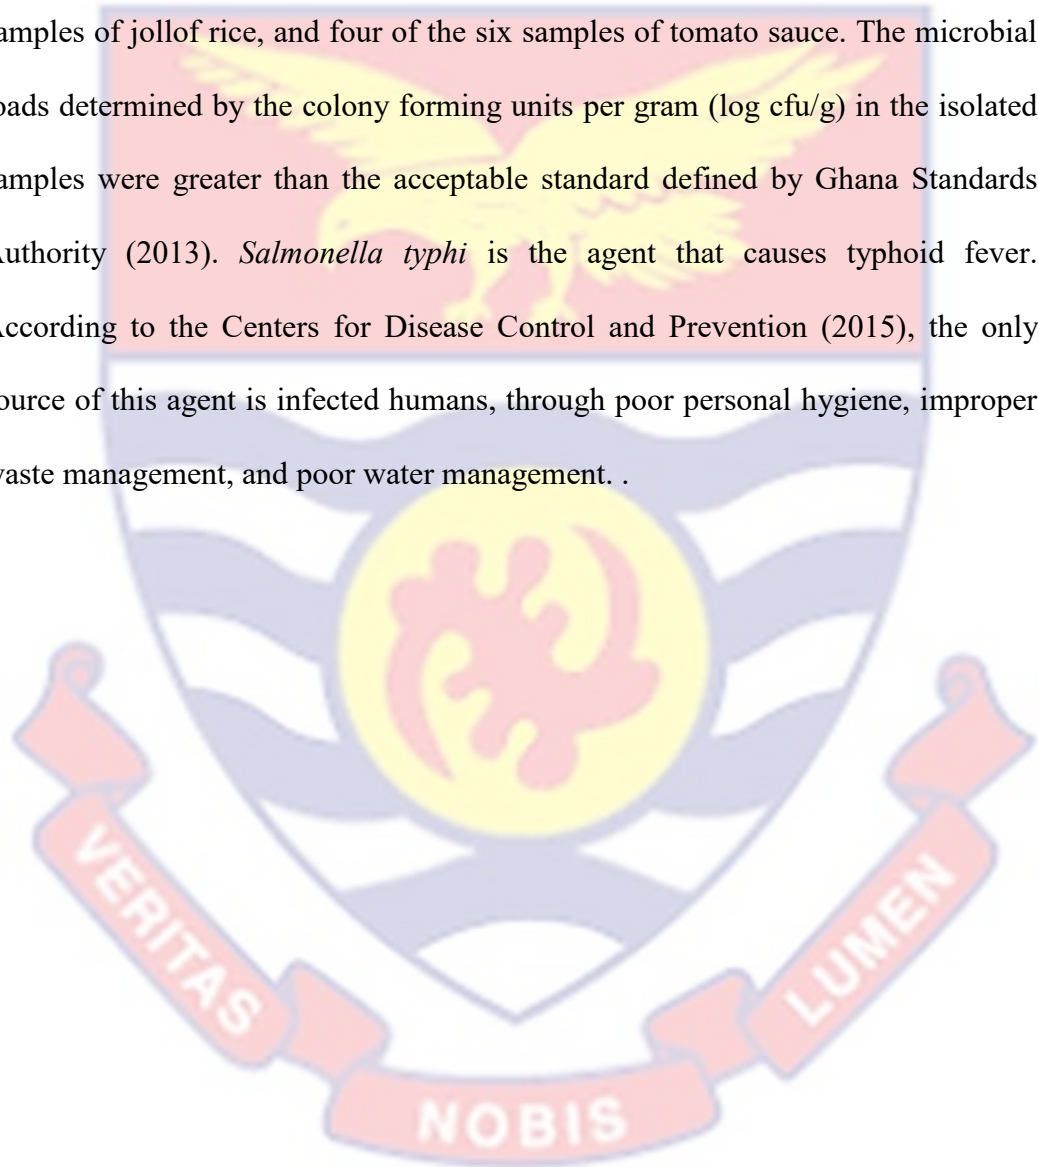 amples of jollof rice, and four of the six samples of tomato sauce. The microbial
oads determined by the colony forming units per gram (log cfu/g) in the isolated
amples were greater than the acceptable standard defined by Ghana Standards
Authority (2013). Salmonella typhi is the agent that causes typhoid fever.
According to the Centers for Disease Control and Prevention (2015), the only
ource of this agent is infected humans, through poor personal hygiene, improper
waste management, and poor water management. .
VERITAS
NOBIS
LUMEN